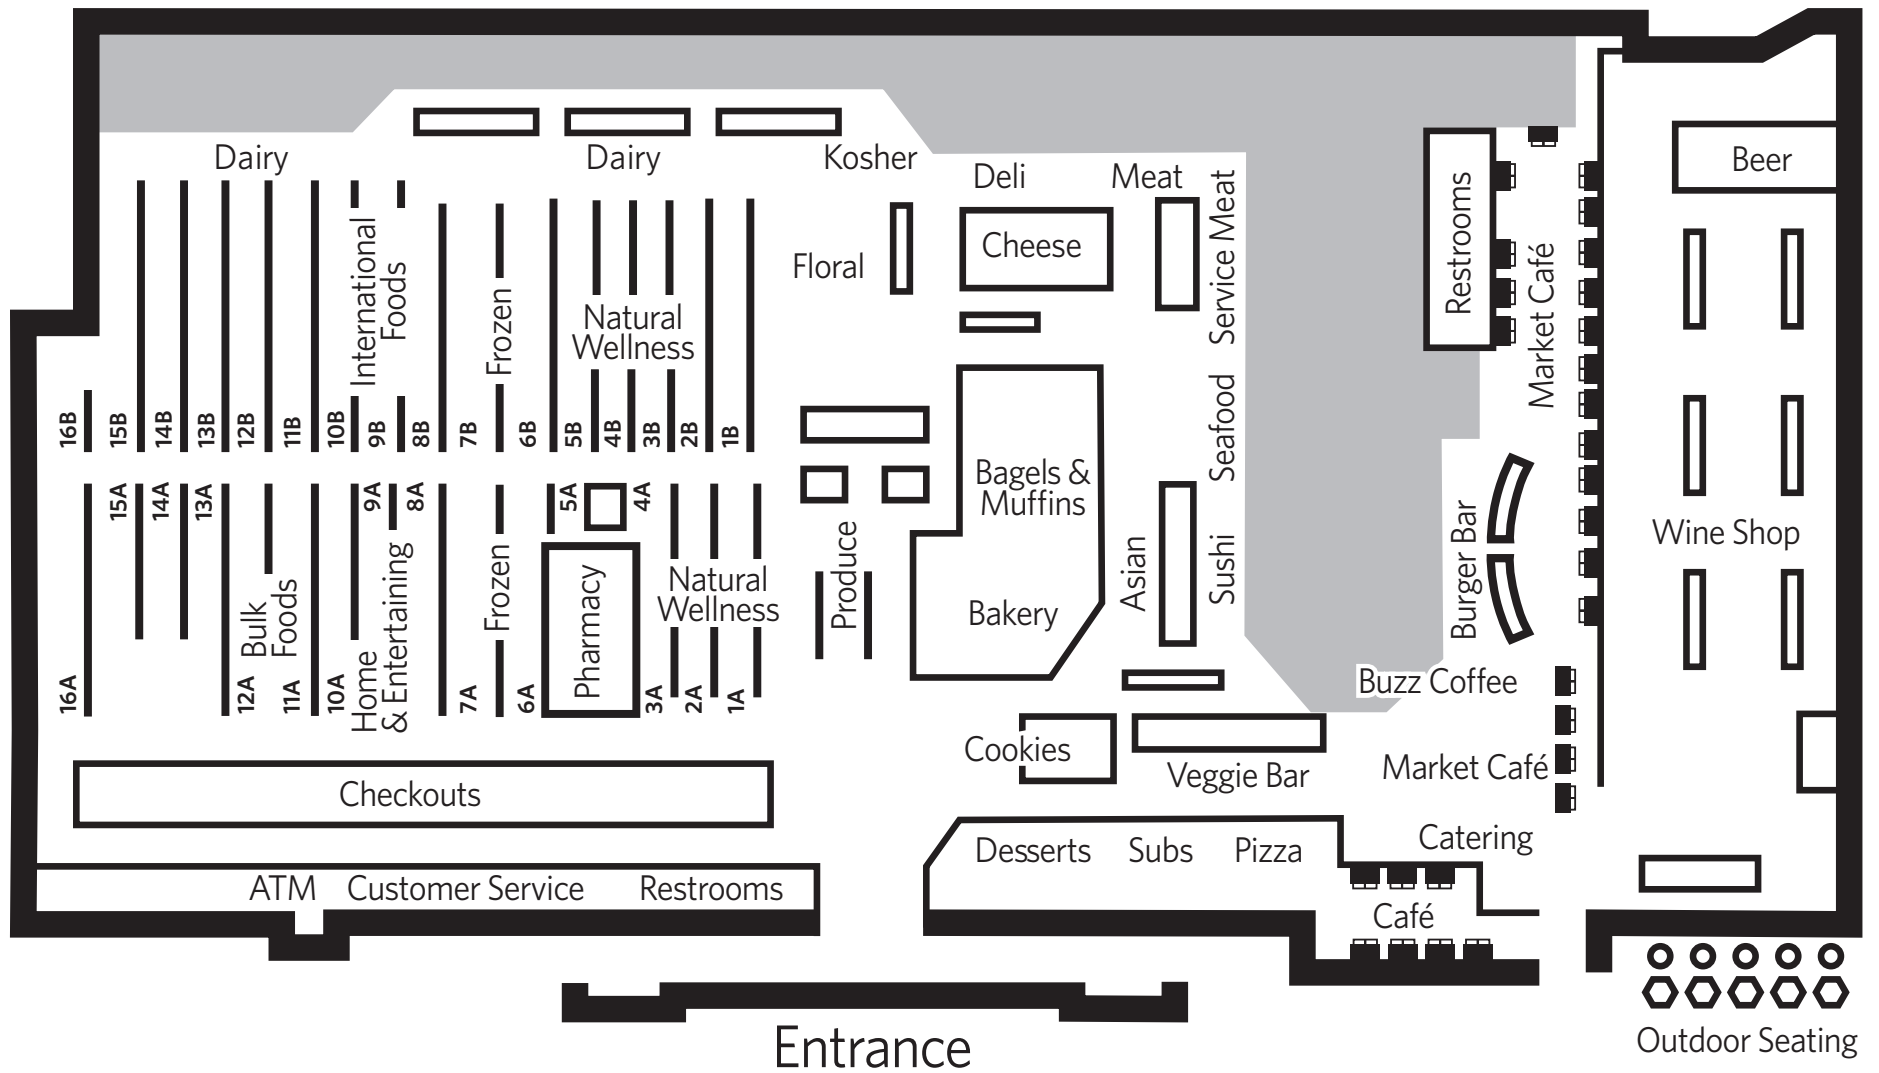 Dairy
Dairy
Kosher
Deli
Meat
Service Meat
Restrooms
Market Café
Beer
International
Foods
Frozen
Natural
Wellness
Floral
Cheese
16B
15B
14B
13B
12B
11B
10B
9B
8B
7B
6B
5B
4B
3B
2B
1B
Seafood
Bagels &
Muffins
Burger Bar
Wine Shop
15A
14A
13A
9A
8A
5A
4A
Produce
Asian
Sushi
Bulk
Foods
Home
& Entertaining
Frozen
Pharmacy
Natural
Wellness
Bakery
16A
12A
11A
10A
7A
6A
3A
2A
1A
Buzz Coffee
Cookies
Veggie Bar
Market Café
Checkouts
Catering
Desserts
Subs
Pizza
ATM
Customer Service
Restrooms
Café
Entrance
Outdoor Seating